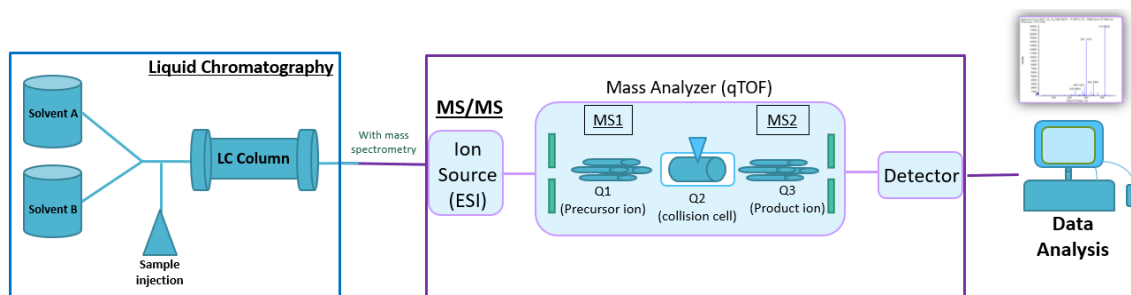 Liquid Chromatography
Solvent A
Solvent B
LC Column
Sample
injection
With mass
spectrometry
MS/MS
Ion
Source
(ESI)
Mass Analyzer (qTOF)
MS1
MS2
Q1
(Precursor ion)
Q2
(collision cell)
Q3
(Product ion)
Detector
Data
Analysis